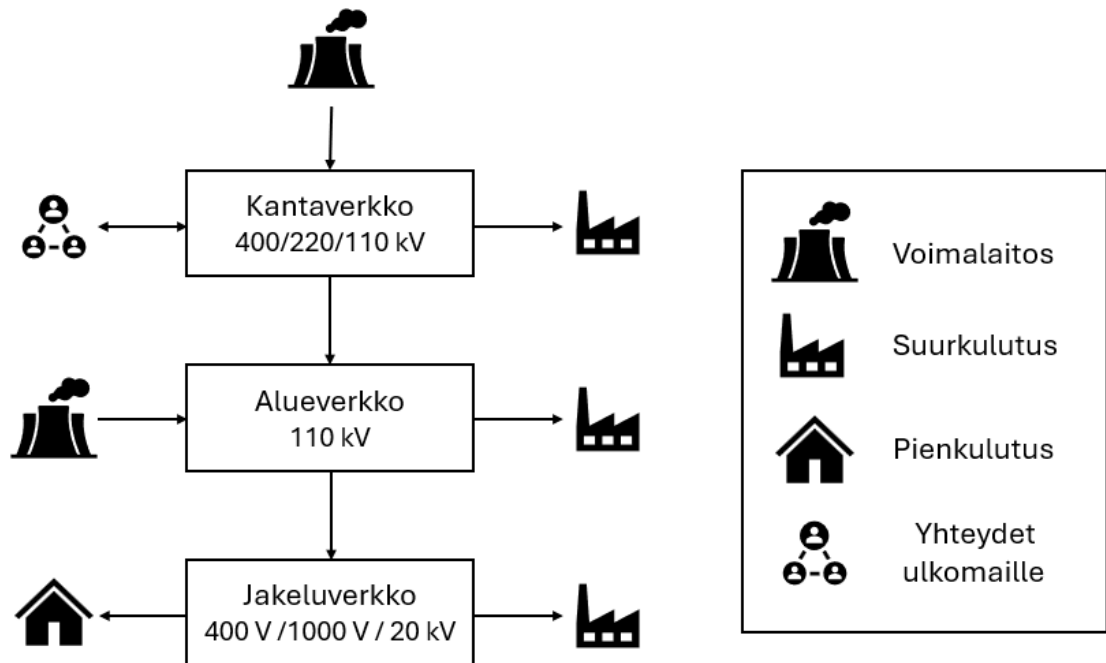 Kantaverkko
400/220/110 kV
Alueverkko
110 kV
Jakeluverkko
400 V /1000 V / 20 kV
Voimalaitos
Suurkulutus
Pienkulutus
Yhteydet
ulkomaille